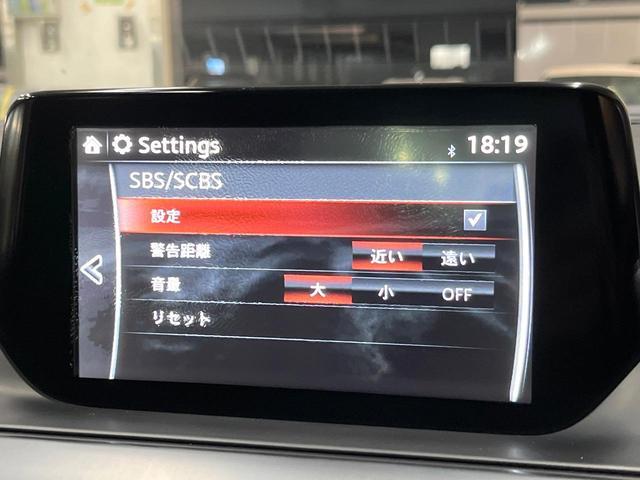 Settings 18:19
SBS/SCBS
設定
警告距離 近い 遠い
音量 大 小 OFF
リセット